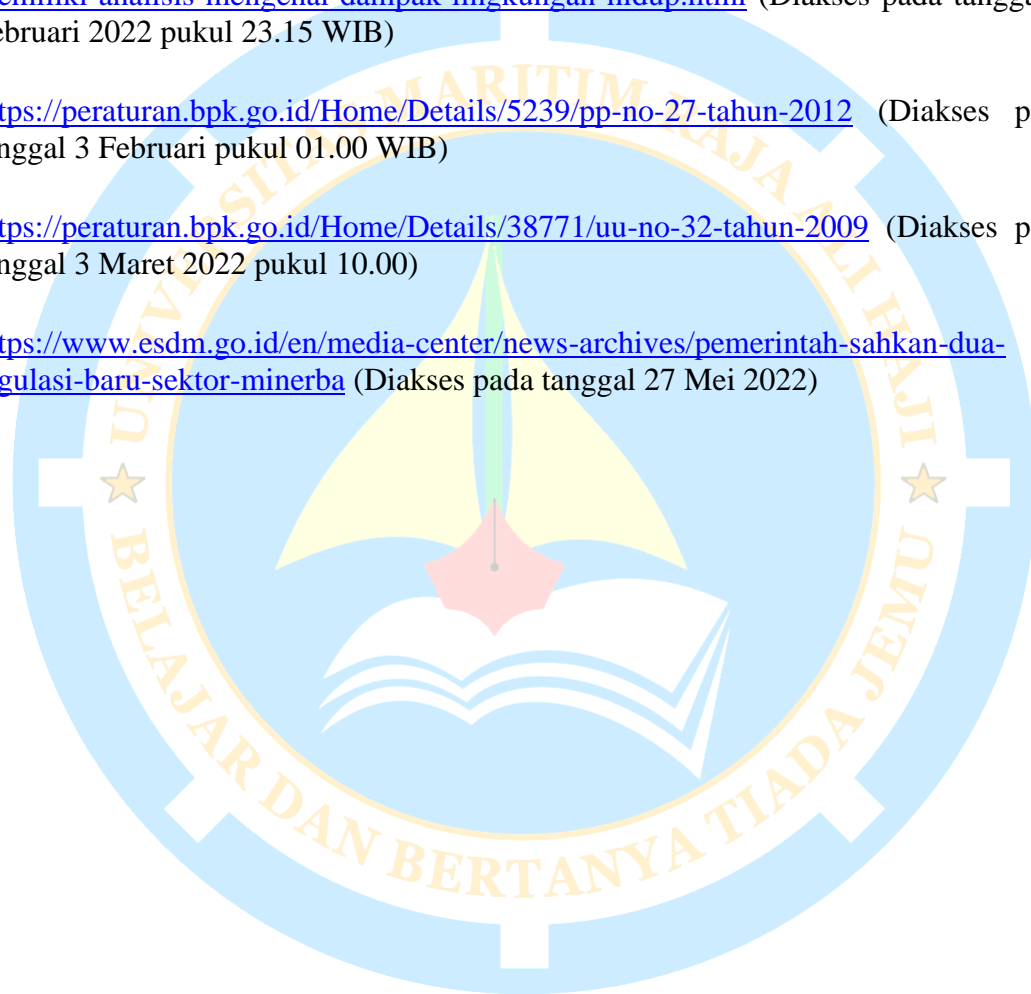 memiliki-analisis-mengenai-dampak-lingkungan-hidup.html (Diakses pada tangga
ebruari 2022 pukul 23.15 WIB)
tps://peraturan.bpk.go.id/Home/Details/5239/pp-no-27-tahun-2012 (Diakses p
nggal 3 Februari pukul 01.00 WIB)
tps://peraturan.bpk.go.id/Home/Details/38771/uu-no-32-tahun-2009 (Diakses p
nggal 3 Maret 2022 pukul 10.00)
tps://www.esdm.go.id/en/media-center/news-archives/pemerintah-sahkan-dua-
gulasi-baru-sektor-minerba (Diakses pada tanggal 27 Mei 2022)
UNIVERSITAS MARITIM RAJA ALI HAJI
BELAJAR DAN BERTANYA TIADA JEMU